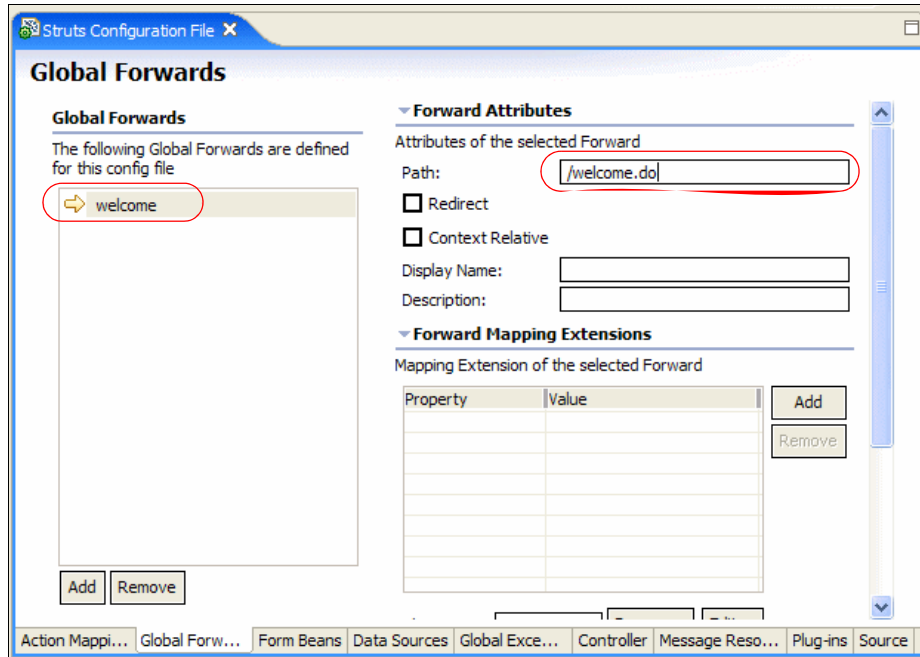 Struts Configuration File
Global Forwards
Global Forwards
The following Global Forwards are defined
for this config file
welcome
Add
Remove
Forward Attributes
Attributes of the selected Forward
Path:
/welcome.do
Redirect
Context Relative
Display Name:
Description:
Forward Mapping Extensions
Mapping Extension of the selected Forward
Property
Value
Add
Remove
Action Mappi...
Global Forw...
Form Beans
Data Sources
Global Exce...
Controller
Message Reso...
Plug-ins
Source